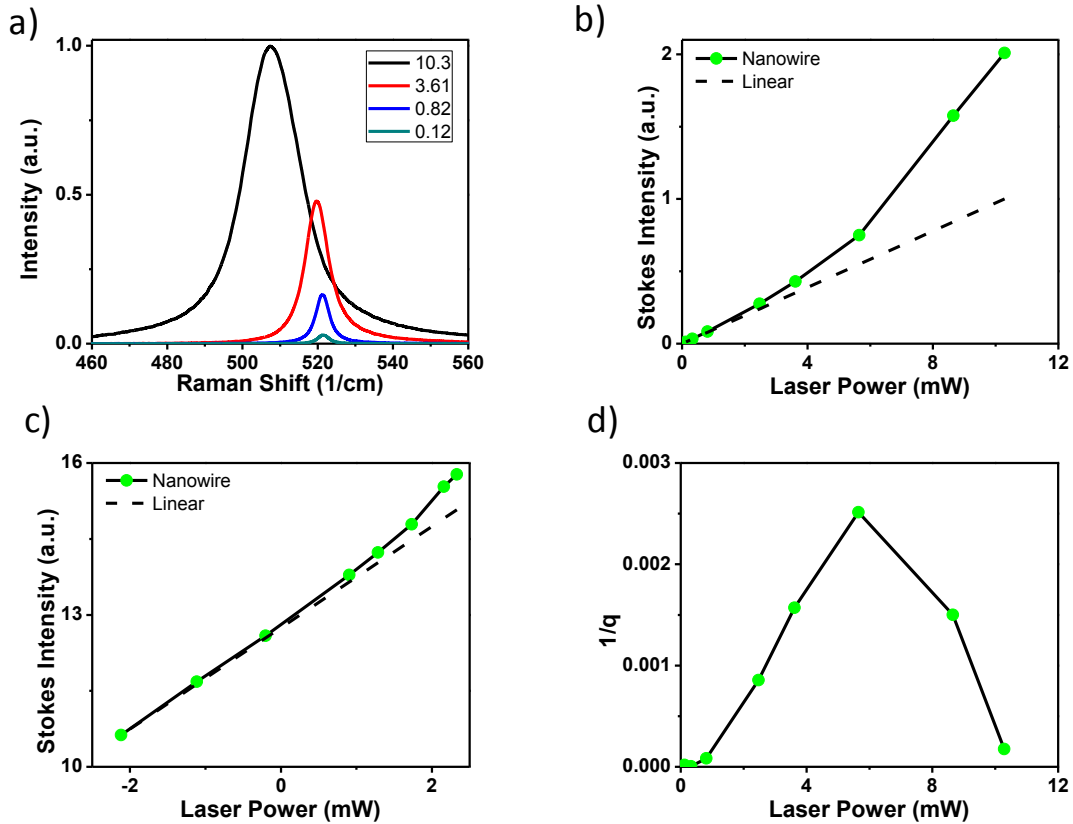 a)
10.3
3.61
0.82
0.12
1.0
0.5
0.0
460 480 500 520 540 560
Intensity (a.u.)
Raman Shift (1/cm)
b)
Nanowire
Linear
2
1
0
0 4 8 12
Stokes Intensity (a.u.)
Laser Power (mW)
c)
Nanowire
Linear
16
13
10
-2 0 2
Stokes Intensity (a.u.)
Laser Power (mW)
d)
0.003
0.002
0.001
0.000
0 4 8 12
1/q
Laser Power (mW)